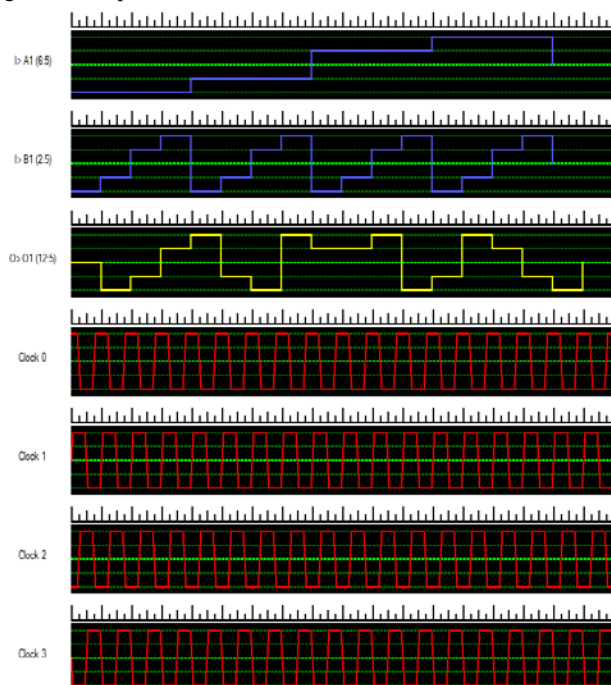 I> A1 (6:5)
I> B1 (2:5)
O> O1 (12:5)
Clock 0
Clock 1
Clock 2
Clock 3